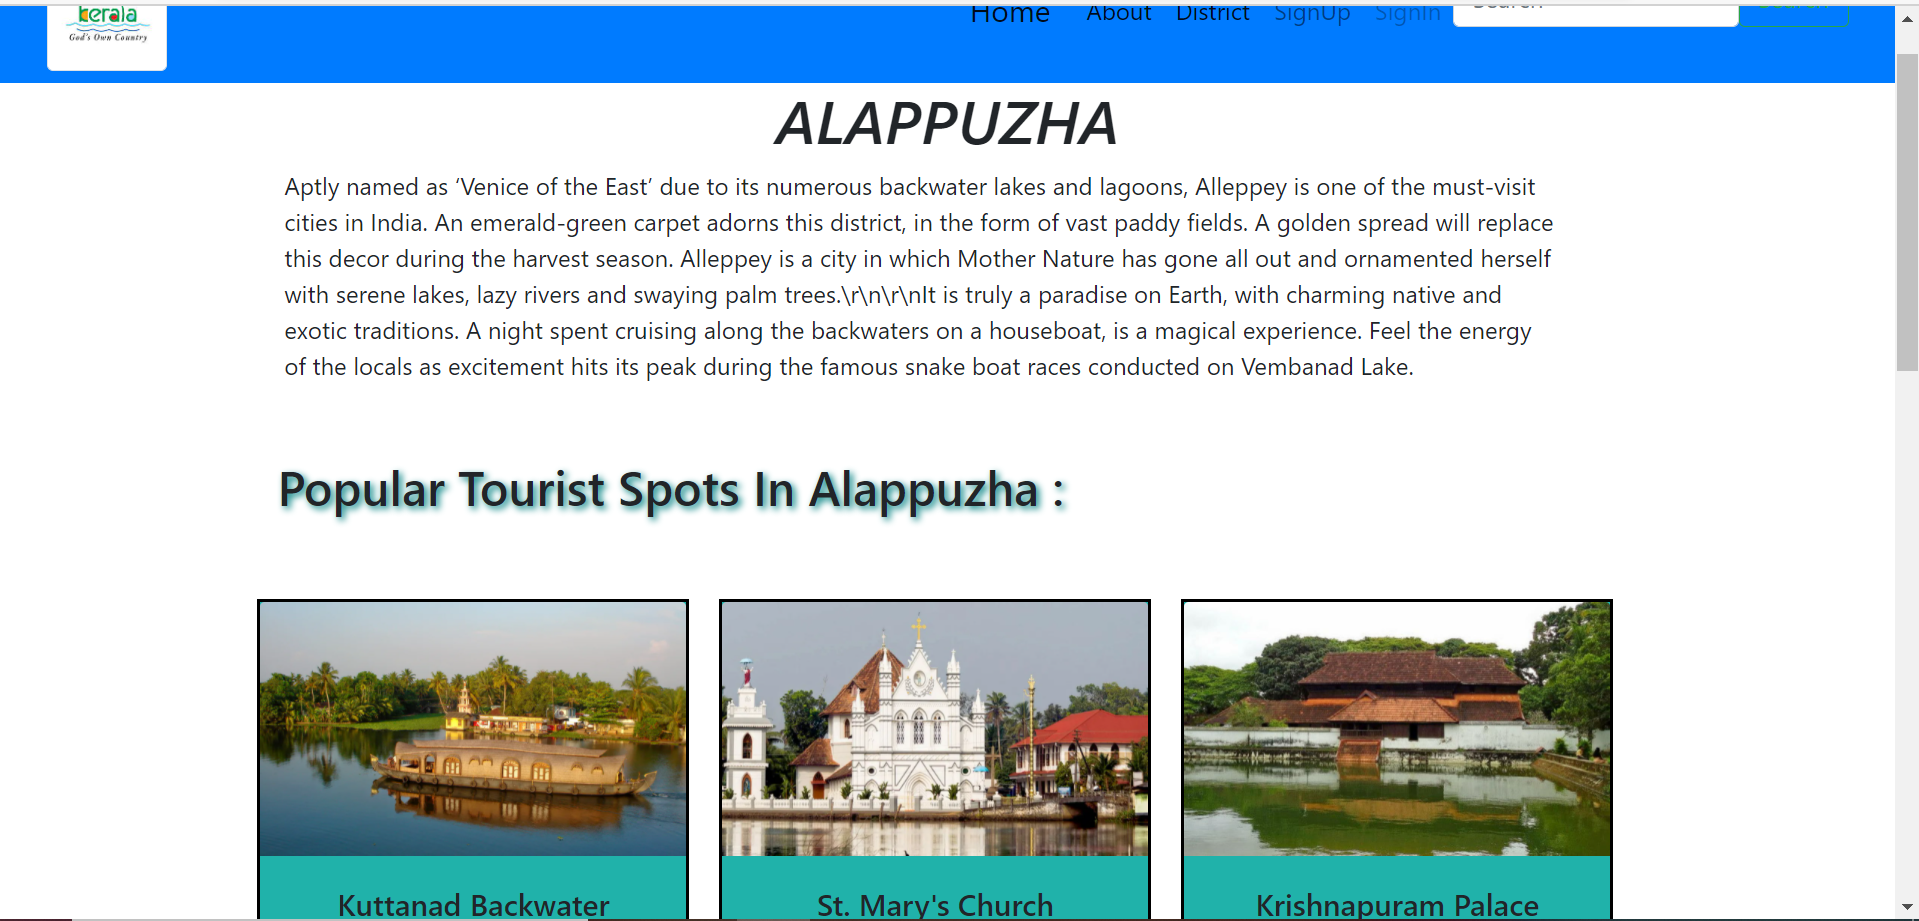 kerala
God's Own Country
Home About District SignUp SignIn Search Search
ALAPPUZHA
Aptly named as ‘Venice of the East’ due to its numerous backwater lakes and lagoons, Alleppey is one of the must-visit
cities in India. An emerald-green carpet adorns this district, in the form of vast paddy fields. A golden spread will replace
this decor during the harvest season. Alleppey is a city in which Mother Nature has gone all out and ornamented herself
with serene lakes, lazy rivers and swaying palm trees.\r\n\r\nIt is truly a paradise on Earth, with charming native and
exotic traditions. A night spent cruising along the backwaters on a houseboat, is a magical experience. Feel the energy
of the locals as excitement hits its peak during the famous snake boat races conducted on Vembanad Lake.
Popular Tourist Spots In Alappuzha :
Kuttanad Backwater
St. Mary's Church
Krishnapuram Palace